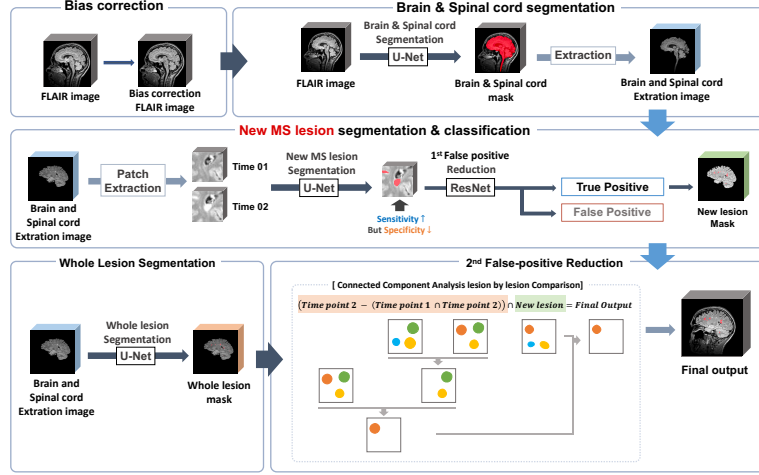 Bias correction
FLAIR image
Bias correction
FLAIR image
Brain & Spinal cord segmentation
FLAIR image
Brain & Spinal cord
Segmentation
U-Net
Brain & Spinal cord
mask
Extraction
Brain and Spinal cord
Extration image
New MS lesion segmentation & classification
Brain and
Spinal cord
Extration image
Patch
Extraction
Time 01
Time 02
New MS lesion
Segmentation
U-Net
Sensitivity ↑
But Specificity ↓
1st False positive
Reduction
ResNet
True Positive
False Positive
New lesion
Mask
Whole Lesion Segmentation
Brain and
Spinal cord
Extration image
Whole lesion
Segmentation
U-Net
Whole lesion
mask
2nd False-positive Reduction
[ Connected Component Analysis lesion by lesion Comparison]
(Time point 2 − (Time point 1 ∩ Time point 2)) ∩ New lesion = Final Output
Final output